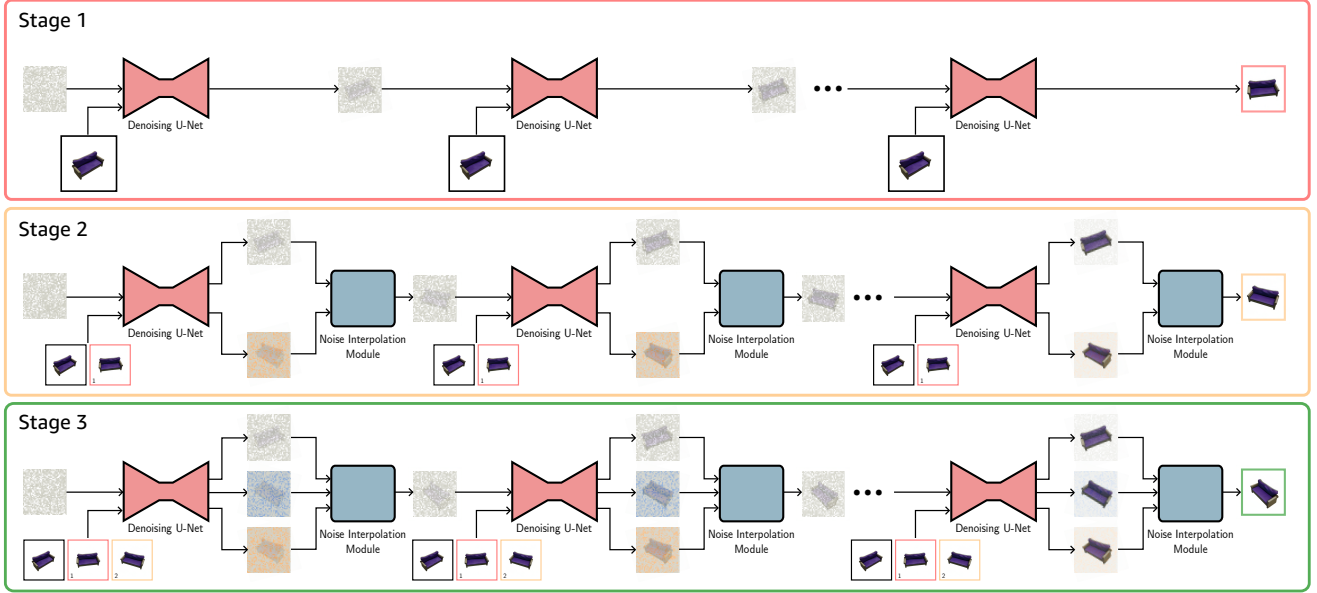 Stage 1
Denoising U-Net
Denoising U-Net
Denoising U-Net
Stage 2
Denoising U-Net
Noise Interpolation
Module
Denoising U-Net
Noise Interpolation
Module
Denoising U-Net
Noise Interpolation
Module
1
1
1
Stage 3
Denoising U-Net
Noise Interpolation
Module
Denoising U-Net
Noise Interpolation
Module
Denoising U-Net
Noise Interpolation
Module
1
2
1
2
1
2